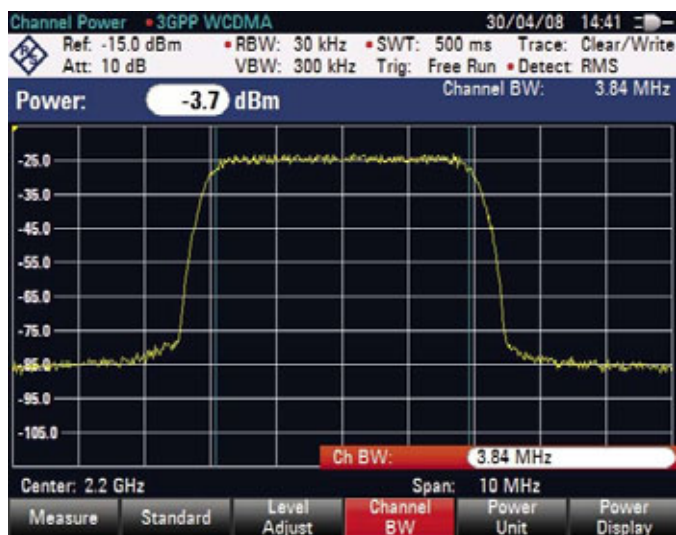 Channel Power • 3GPP WCDMA 30/04/08 14:41
Ref: -15.0 dBm • RBW: 30 kHz • SWT: 500 ms Trace: Clear/Write
Att: 10 dB VBW: 300 kHz Trig: Free Run • Detect: RMS
Power: -3.7 dBm Channel BW: 3.84 MHz
-25.0
-35.0
-45.0
-55.0
-65.0
-75.0
-85.0
-95.0
-105.0
Ch BW: 3.84 MHz
Center: 2.2 GHz Span: 10 MHz
Measure Standard Level Adjust Channel BW Power Unit Power Display